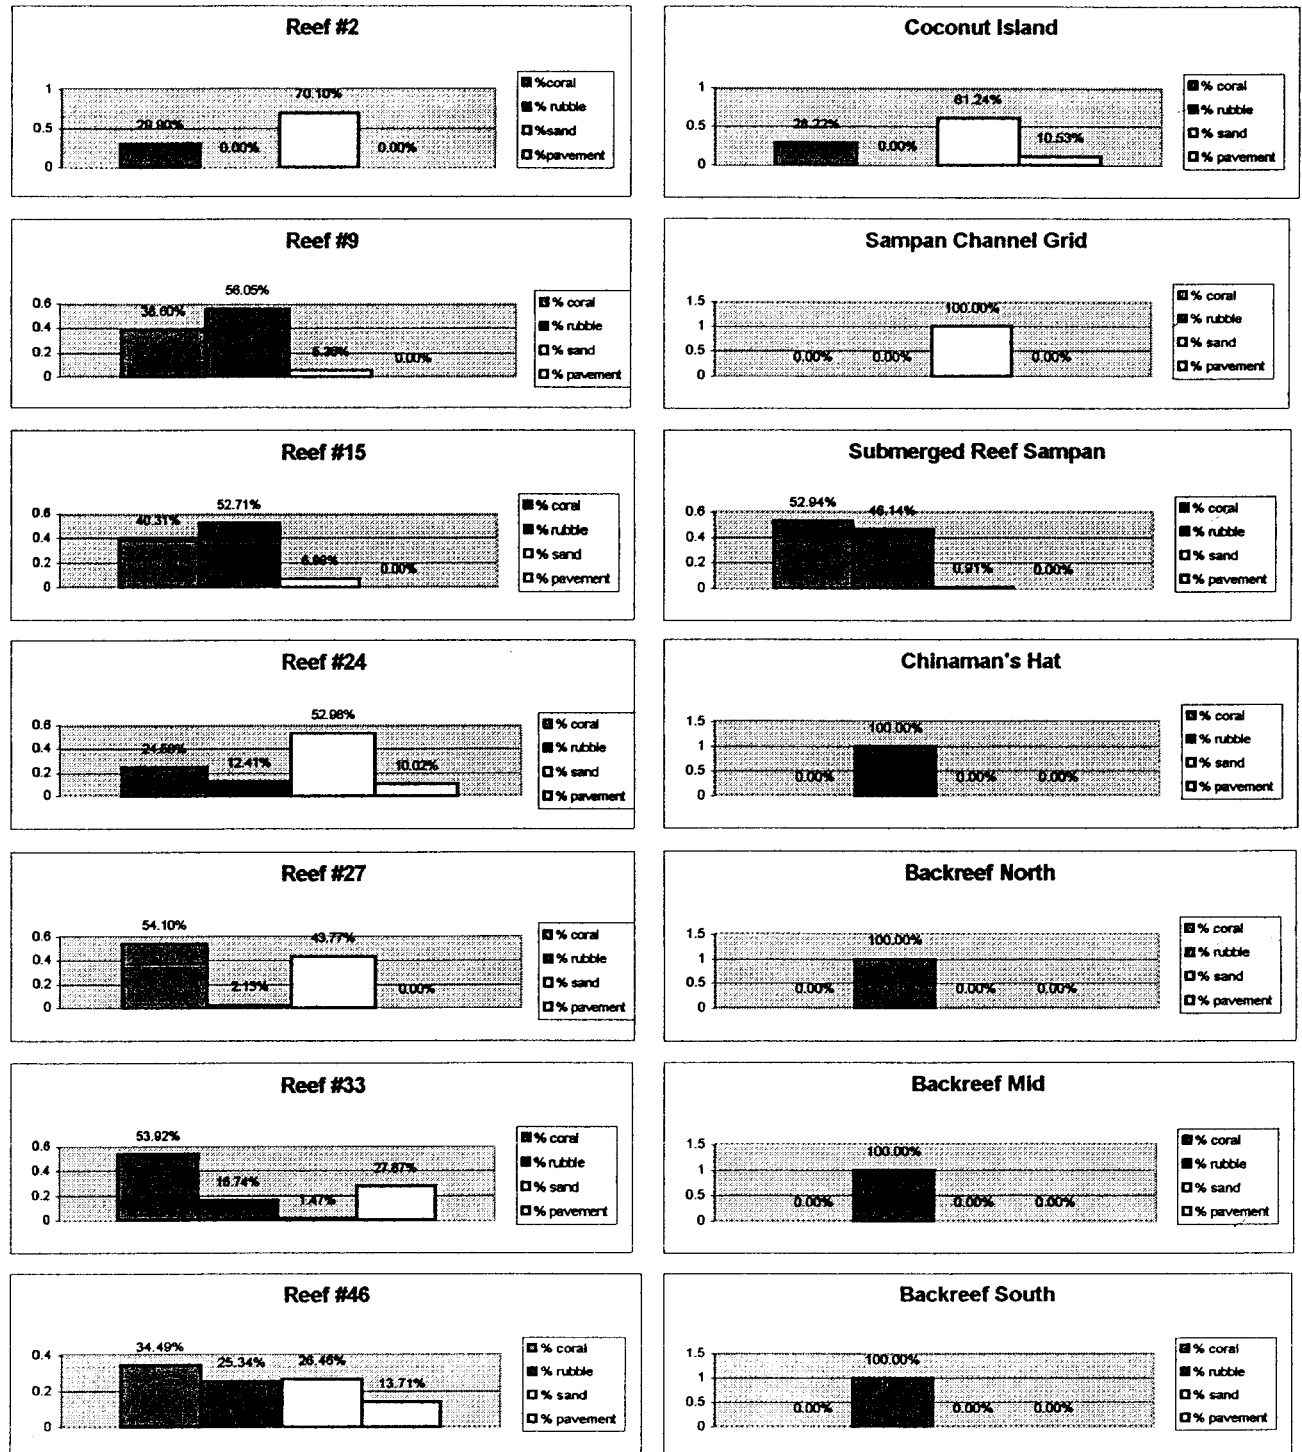 Reef #2
1
0.5
0
29.90%
0.00%
70.10%
0.00%
%coral
% rubble
%sand
%pavement
Coconut Island
1
0.5
0
28.22%
0.00%
61.24%
10.53%
% coral
% rubble
% sand
% pavement
Reef #9
0.6
0.4
0.2
0
38.60%
56.05%
0.00%
% coral
% rubble
% sand
% pavement
Sampan Channel Grid
1.5
1
0.5
0
0.00%
0.00%
100.00%
0.00%
% coral
% rubble
% sand
% pavement
Reef #15
0.6
0.4
0.2
0
40.31%
52.71%
0.00%
% coral
% rubble
% sand
% pavement
Submerged Reef Sampan
0.6
0.4
0.2
0
52.94%
46.14%
0.91%
0.00%
% coral
% rubble
% sand
% pavement
Reef #24
0.6
0.4
0.2
0
12.41%
52.98%
10.02%
% coral
% rubble
% sand
% pavement
Chinaman's Hat
1.5
1
0.5
0
0.00%
100.00%
0.00%
0.00%
% coral
% rubble
% sand
% pavement
Reef #27
0.6
0.4
0.2
0
54.10%
2.13%
43.77%
0.00%
% coral
% rubble
% sand
% pavement
Backreef North
1.5
1
0.5
0
0.00%
100.00%
0.00%
0.00%
% coral
% rubble
% sand
% pavement
Reef #33
0.6
0.4
0.2
0
53.92%
16.74%
1.47%
27.87%
% coral
% rubble
% sand
% pavement
Backreef Mid
1.5
1
0.5
0
0.00%
100.00%
0.00%
0.00%
% coral
% rubble
% sand
% pavement
Reef #46
0.4
0.2
0
34.49%
25.34%
26.46%
13.71%
% coral
% rubble
% sand
% pavement
Backreef South
1.5
1
0.5
0
0.00%
100.00%
0.00%
0.00%
% coral
% rubble
% sand
% pavement